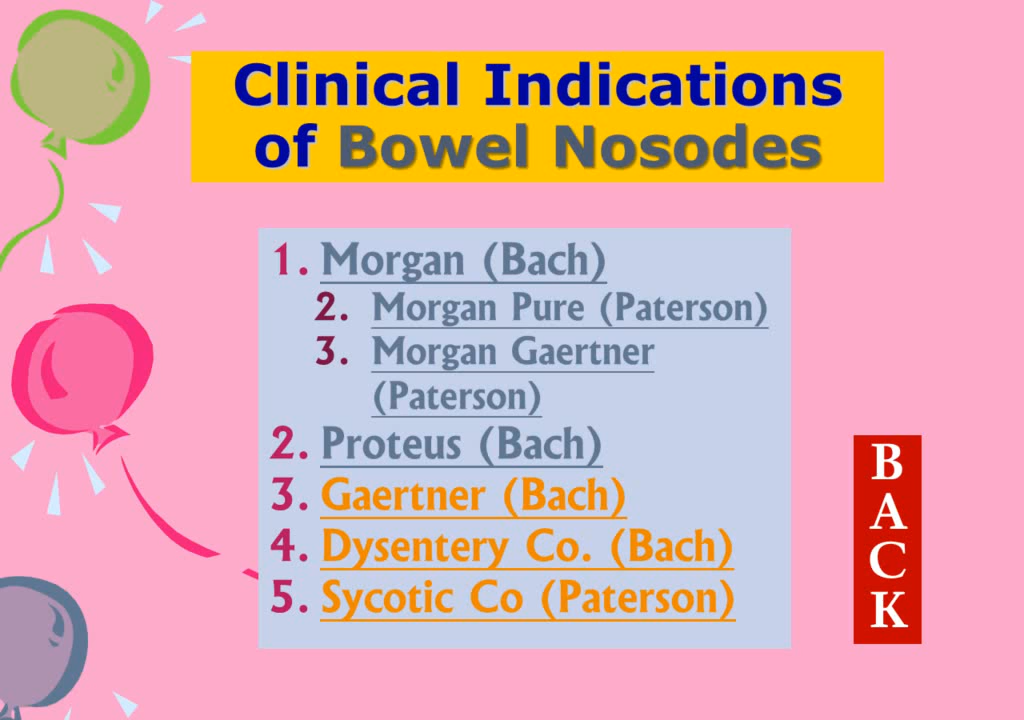 Clinical Indications
of Bowel Nosodes
1. Morgan (Bach)
2. Morgan Pure (Paterson)
3. Morgan Gaertner
(Paterson)
2. Proteus (Bach)
3. Gaertner (Bach)
4. Dysentery Co. (Bach)
5. Sycotic Co (Paterson)
B
A
C
K